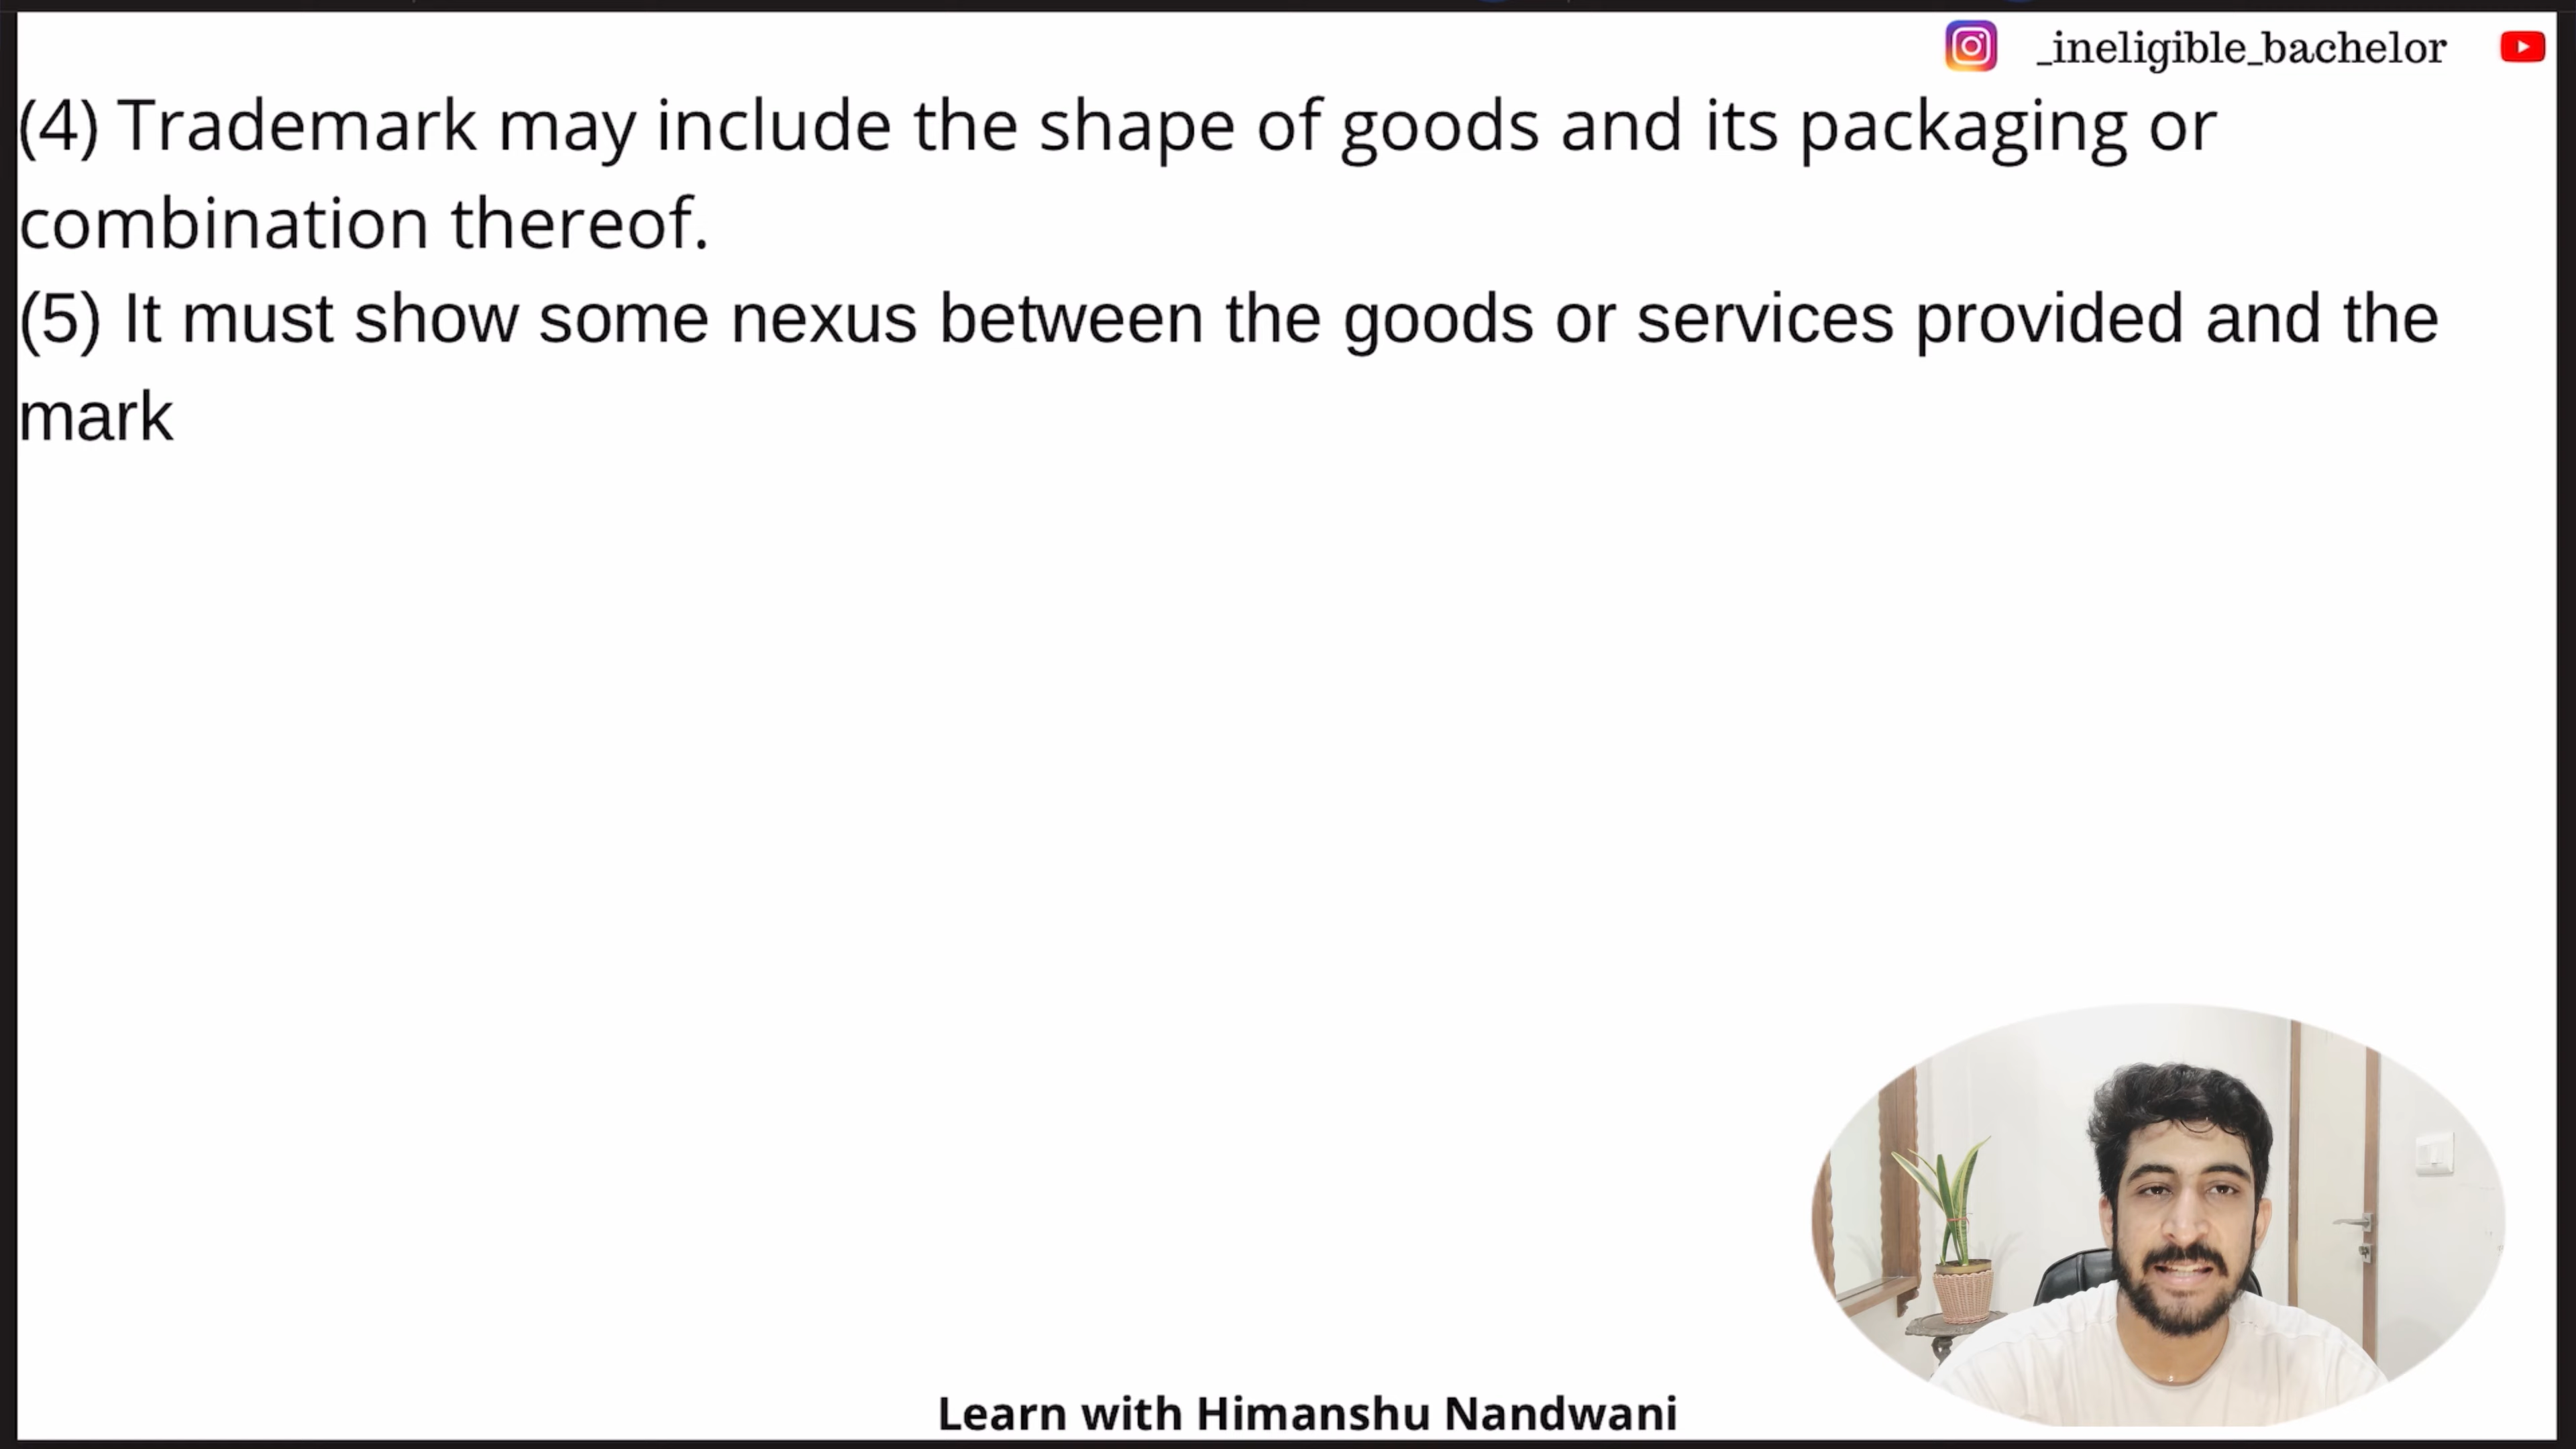 _ineligible_bachelor
(4) Trademark may include the shape of goods and its packaging or
combination thereof.
(5) It must show some nexus between the goods or services provided and the
mark
Learn with Himanshu Nandwani